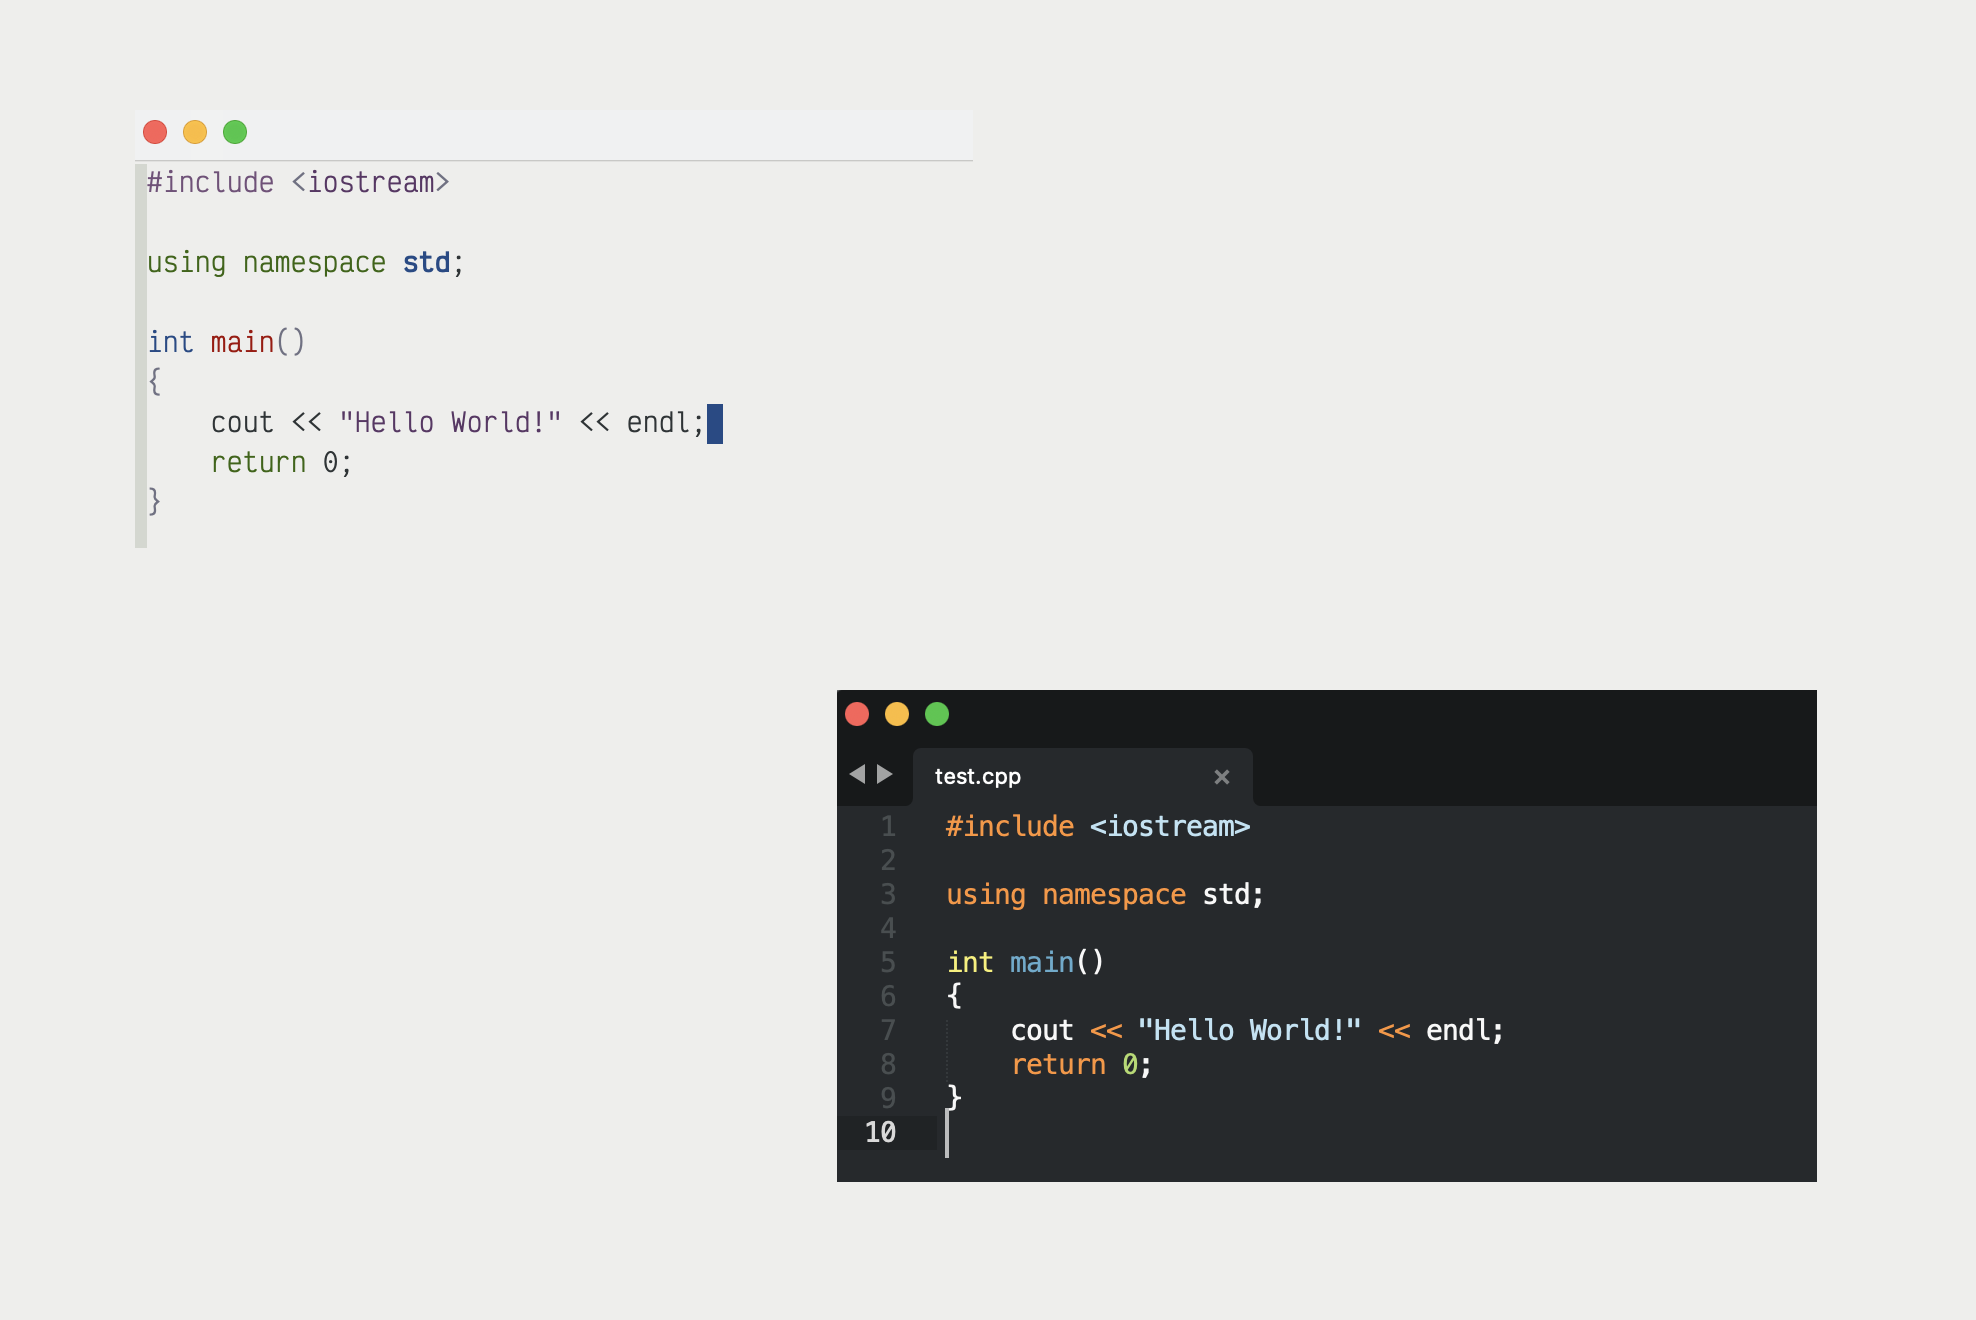 #include <iostream>
using namespace std;
int main()
{
    cout << "Hello World!" << endl;
    return 0;
}
test.cpp
1 #include <iostream>
2
3 using namespace std;
4
5 int main()
6 {
7     cout << "Hello World!" << endl;
8     return 0;
9 }
10